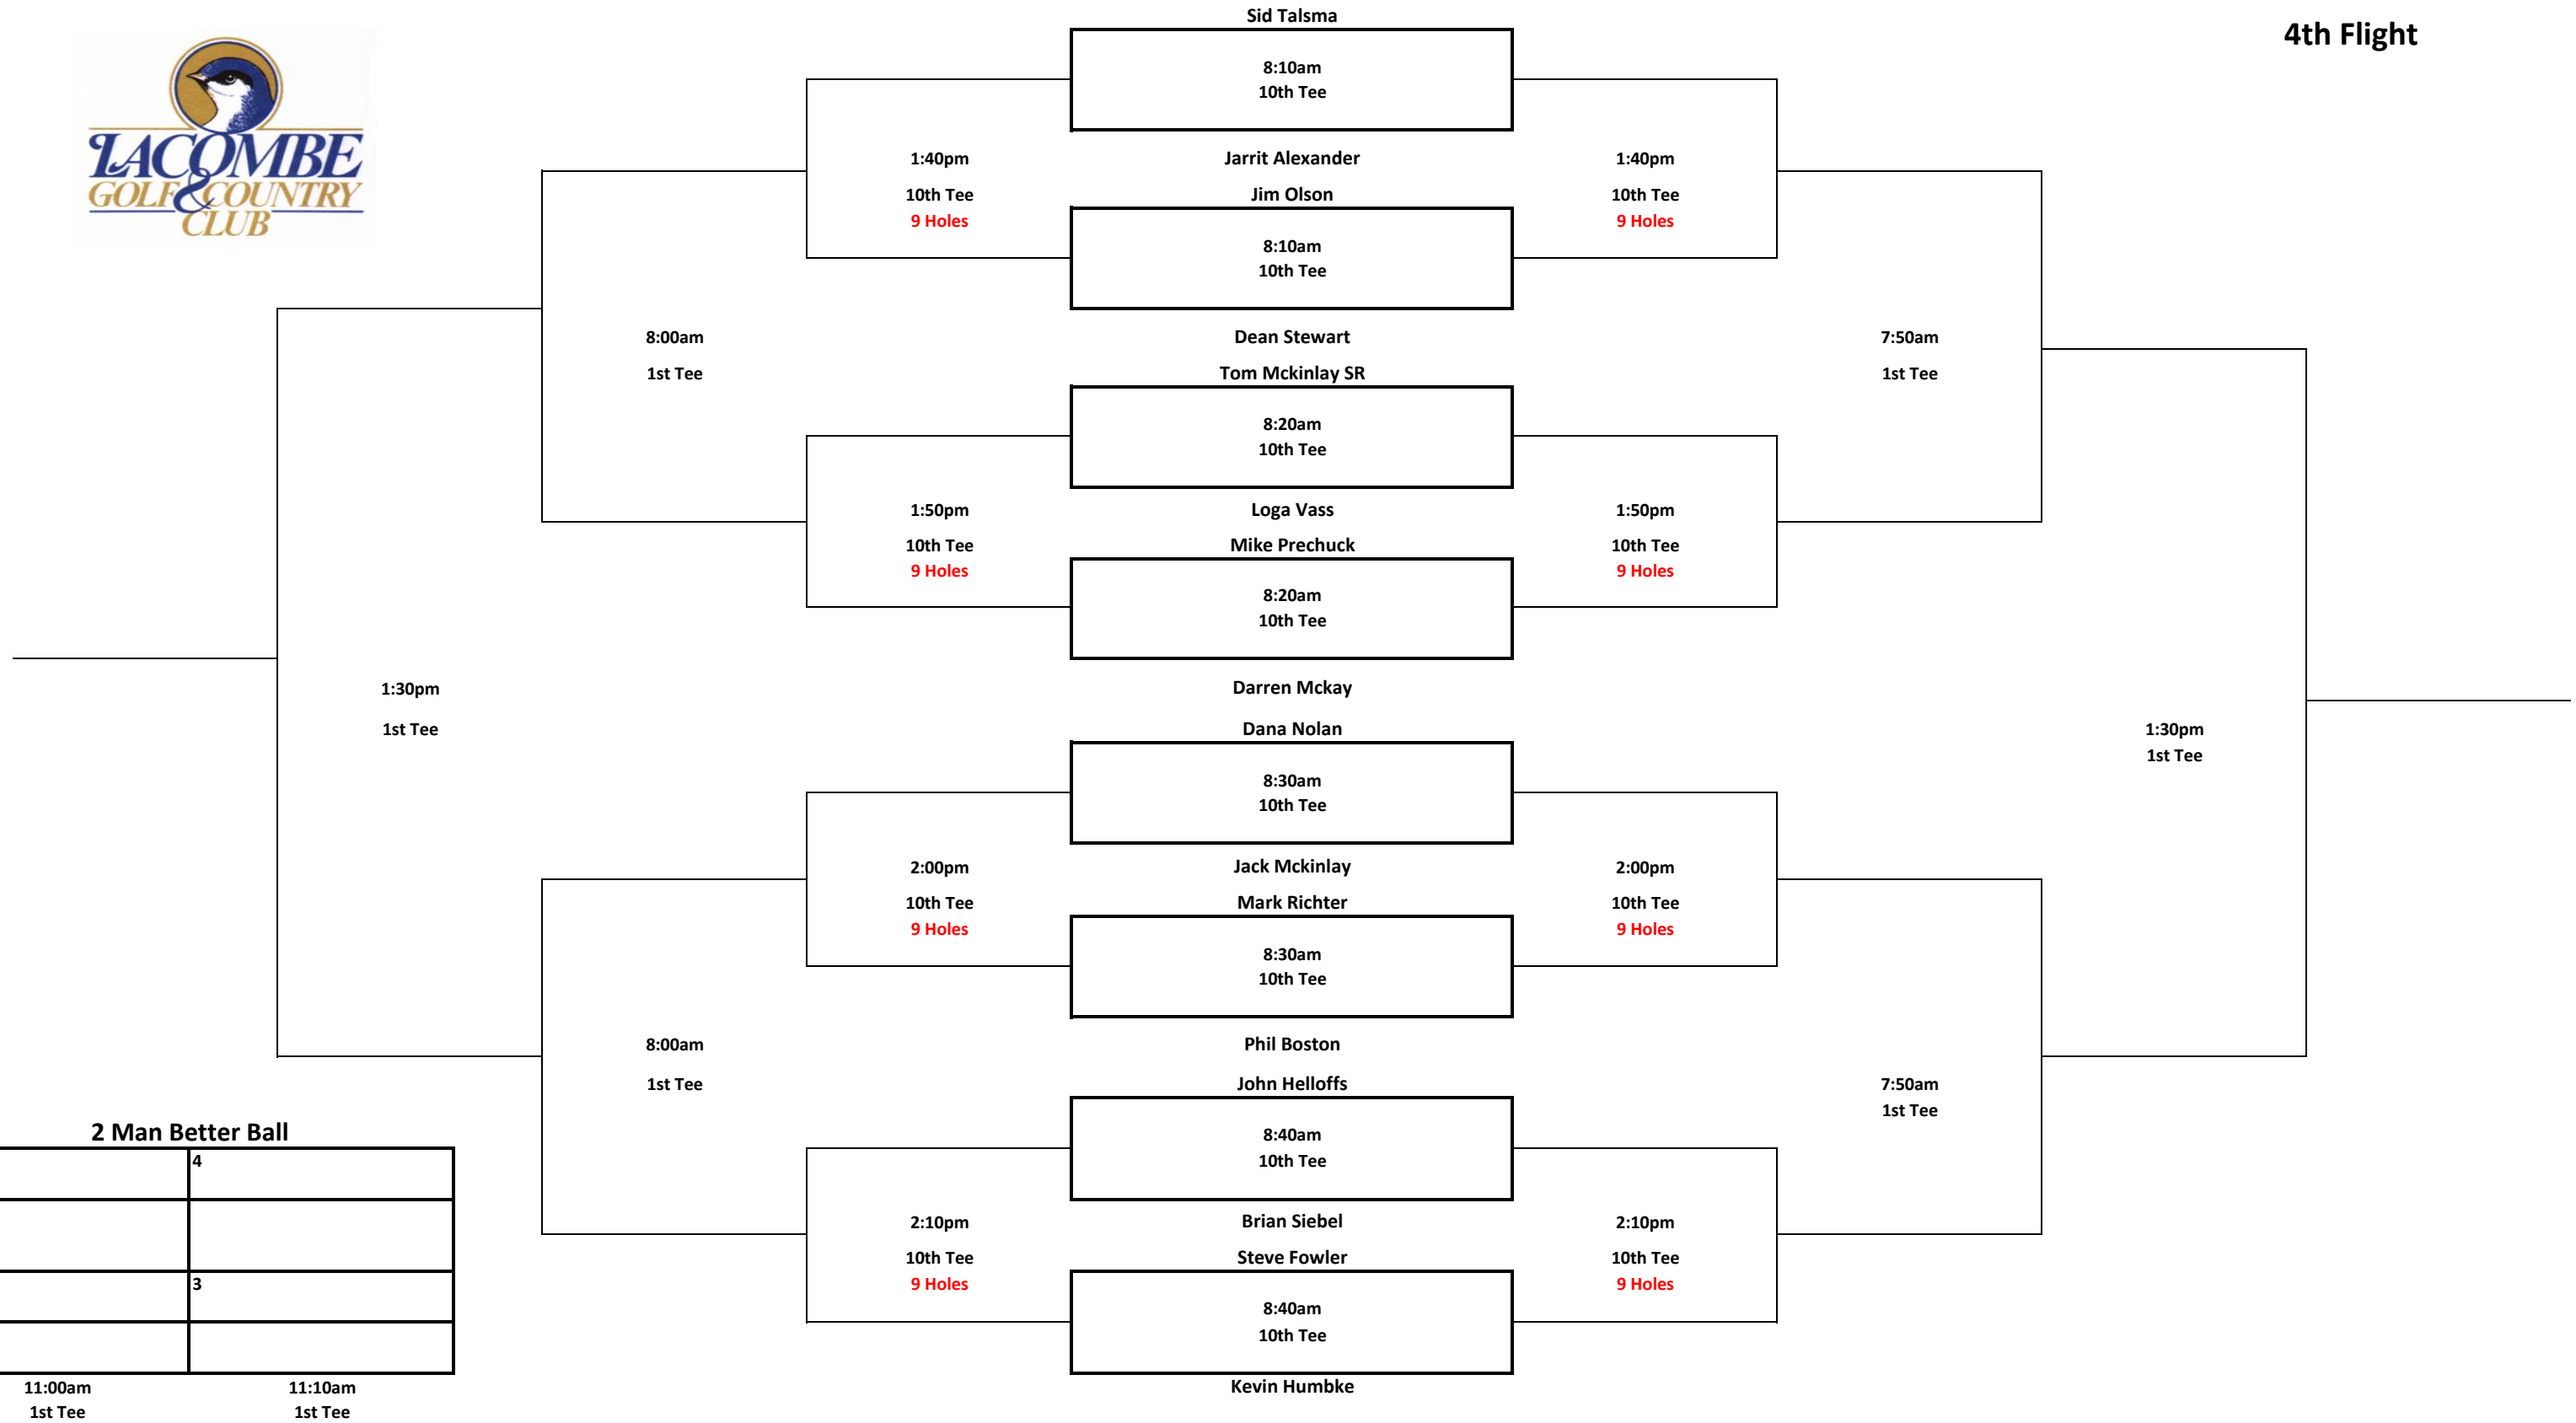 Sid Talsma
4th Flight
8:10am
10th Tee
LACOMBE
GOLF & COUNTRY
CLUB
1:40pm
Jarrit Alexander
1:40pm
10th Tee
Jim Olson
10th Tee
9 Holes
9 Holes
8:10am
10th Tee
8:00am
Dean Stewart
7:50am
1st Tee
Tom Mckinlay SR
1st Tee
8:20am
10th Tee
1:50pm
Loga Vass
1:50pm
10th Tee
Mike Prechuck
10th Tee
9 Holes
9 Holes
8:20am
10th Tee
1:30pm
Darren Mckay
1st Tee
Dana Nolan
1:30pm
1st Tee
8:30am
10th Tee
2:00pm
Jack Mckinlay
2:00pm
10th Tee
Mark Richter
10th Tee
9 Holes
9 Holes
8:30am
10th Tee
8:00am
Phil Boston
1st Tee
John Helloffs
7:50am
1st Tee
2 Man Better Ball
8:40am
4
10th Tee
2:10pm
Brian Siebel
2:10pm
10th Tee
Steve Fowler
10th Tee
9 Holes
9 Holes
3
8:40am
10th Tee
11:00am
11:10am
Kevin Humbke
1st Tee
1st Tee